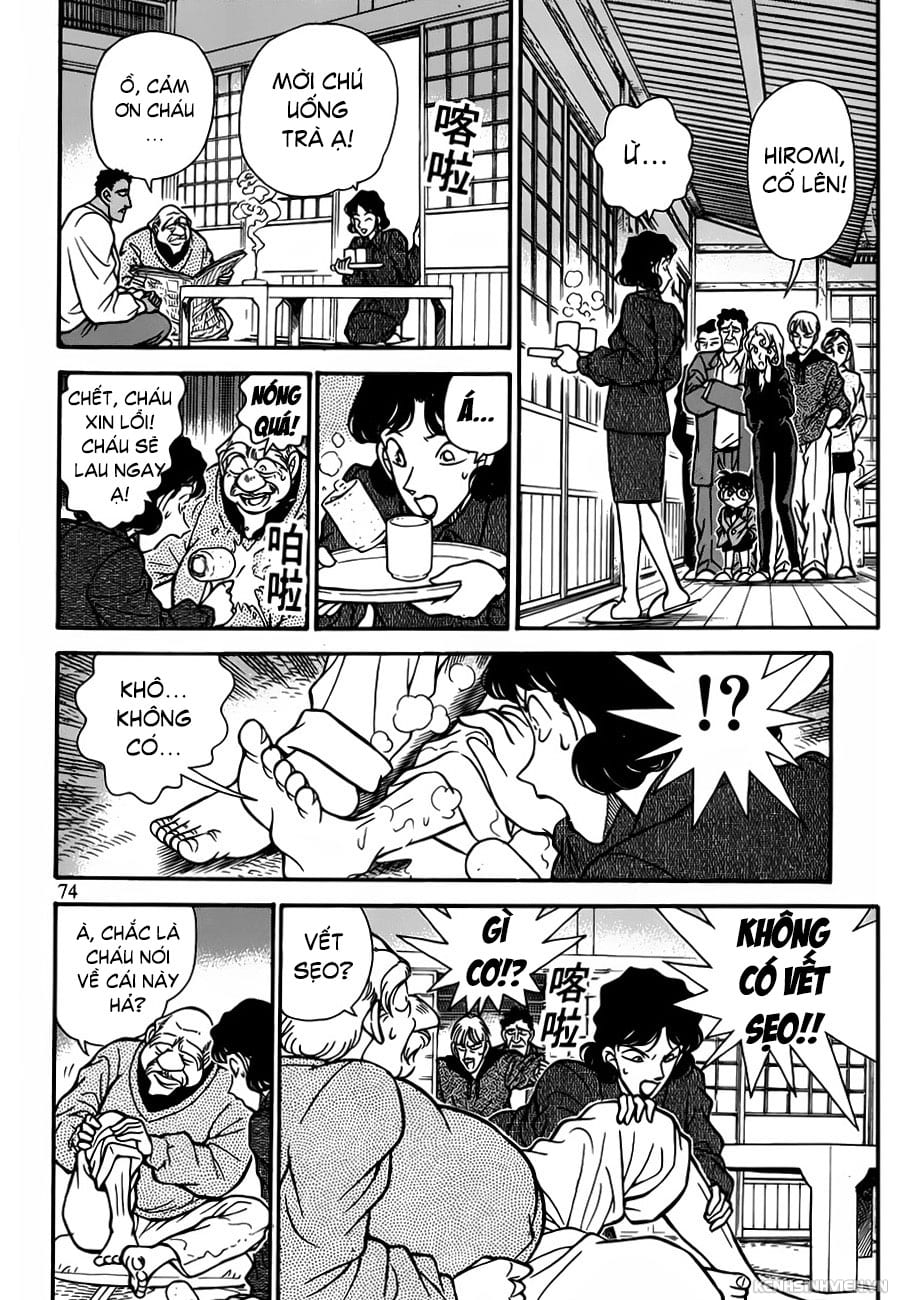 HIROMI,
CỐ LÊN!
Ừ...
喀
啦
MỜI CHÚ
UỐNG
TRÀ Ạ!
Ồ, CẢM
ƠN CHÁU
...
Á...
NÓNG
QUÁ!
CHẾT, CHÁU
XIN LỖI!
CHÁU SẼ
LAU NGAY
Ạ!
啦
!?
KHÔ...
KHÔNG
CÓ...
74
KHÔNG
CÓ VẾT
SẸO!!
GÌ
CƠ!?
喀
啦
VẾT
SẸO?
À, CHẮC LÀ
CHÁU NÓI
VỀ CÁI NÀY
HẢ?
KENHSINHVIEN.VN